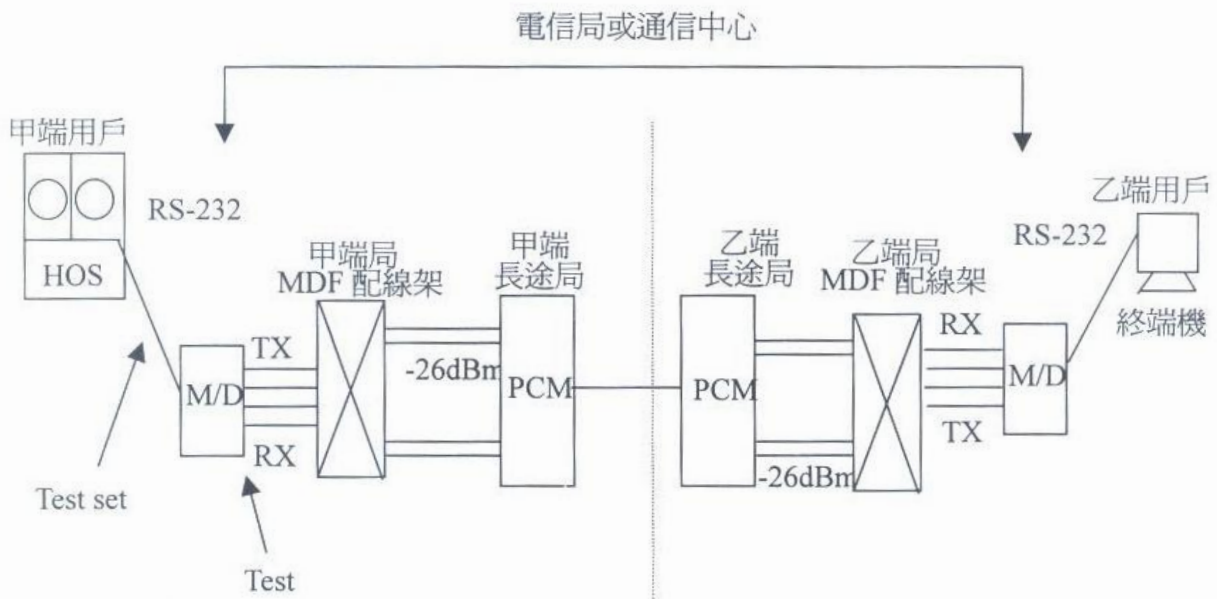 電信局或通信中心
甲端用戶
HOS
RS-232
甲端局
MDF 配線架
甲端
長途局
乙端
長途局
乙端局
MDF 配線架
RS-232
乙端用戶
終端機
M/D
TX
RX
-26dBm
PCM
PCM
-26dBm
RX
TX
M/D
Test set
Test